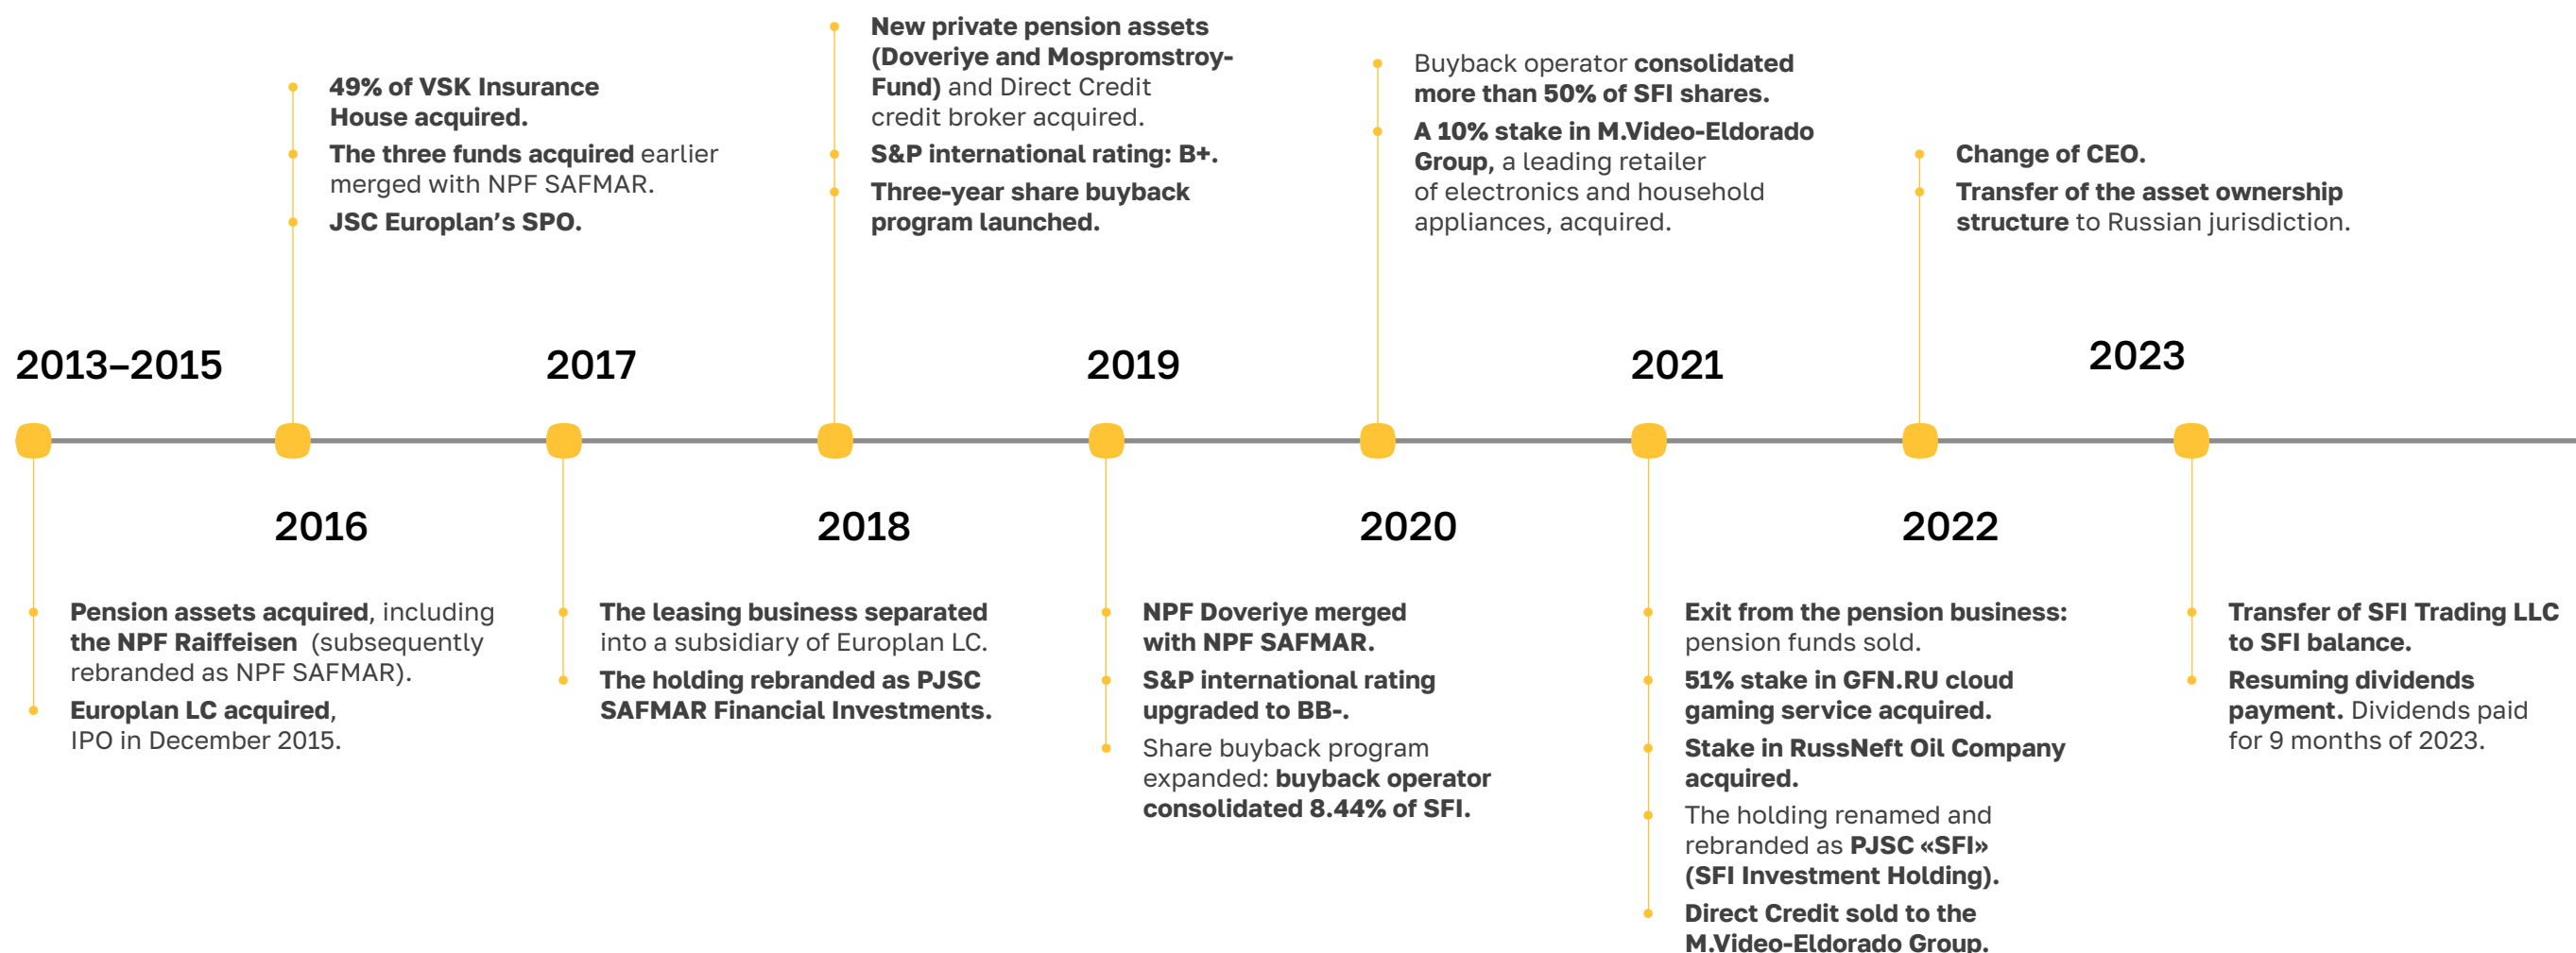 2013–2015
Pension assets acquired, including
the NPF Raiffeisen (subsequently
rebranded as NPF SAFMAR).
Europlan LC acquired,
IPO in December 2015.
2016
49% of VSK Insurance
House acquired.
The three funds acquired earlier
merged with NPF SAFMAR.
JSC Europlan’s SPO.
2017
The leasing business separated
into a subsidiary of Europlan LC.
The holding rebranded as PJSC
SAFMAR Financial Investments.
2018
New private pension assets
(Doveriye and Mospromstroy-
Fund) and Direct Credit
credit broker acquired.
S&P international rating: B+.
Three-year share buyback
program launched.
2019
NPF Doveriye merged
with NPF SAFMAR.
S&P international rating
upgraded to BB-.
Share buyback program
expanded: buyback operator
consolidated 8.44% of SFI.
2020
Buyback operator consolidated
more than 50% of SFI shares.
A 10% stake in M.Video-Eldorado
Group, a leading retailer
of electronics and household
appliances, acquired.
2021
Exit from the pension business:
pension funds sold.
51% stake in GFN.RU cloud
gaming service acquired.
Stake in RussNeft Oil Company
acquired.
The holding renamed and
rebranded as PJSC «SFI»
(SFI Investment Holding).
Direct Credit sold to the
M.Video-Eldorado Group.
2022
Change of CEO.
Transfer of the asset ownership
structure to Russian jurisdiction.
2023
Transfer of SFI Trading LLC
to SFI balance.
Resuming dividends
payment. Dividends paid
for 9 months of 2023.